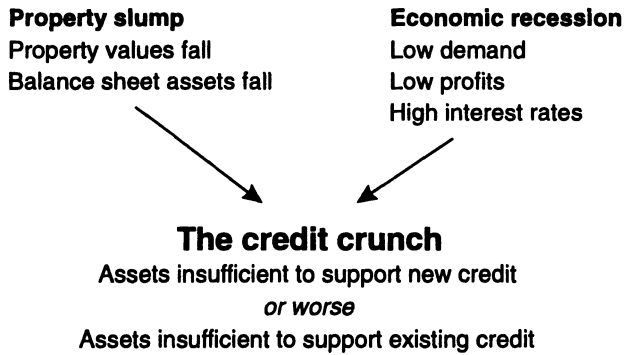 Property slump
Property values fall
Balance sheet assets fall
Economic recession
Low demand
Low profits
High interest rates
The credit crunch
Assets insufficient to support new credit
or worse
Assets insufficient to support existing credit